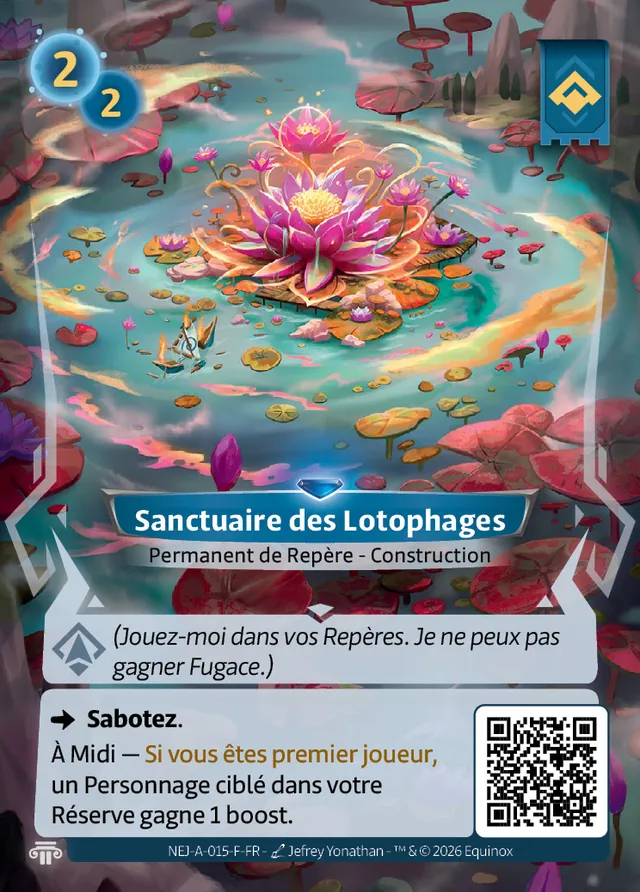 2
2
Sanctuaire des Lotophages
Permanent de Repère - Construction
(Jouez-moi dans vos Repères. Je ne peux pas
gagner Fugace.)
Sabotez.
À Midi — Si vous êtes premier joueur,
un Personnage ciblé dans votre
Réserve gagne 1 boost.
NEJ-A-015-F-FR - Jefrey Yonathan - ™ & © 2026 Equinox